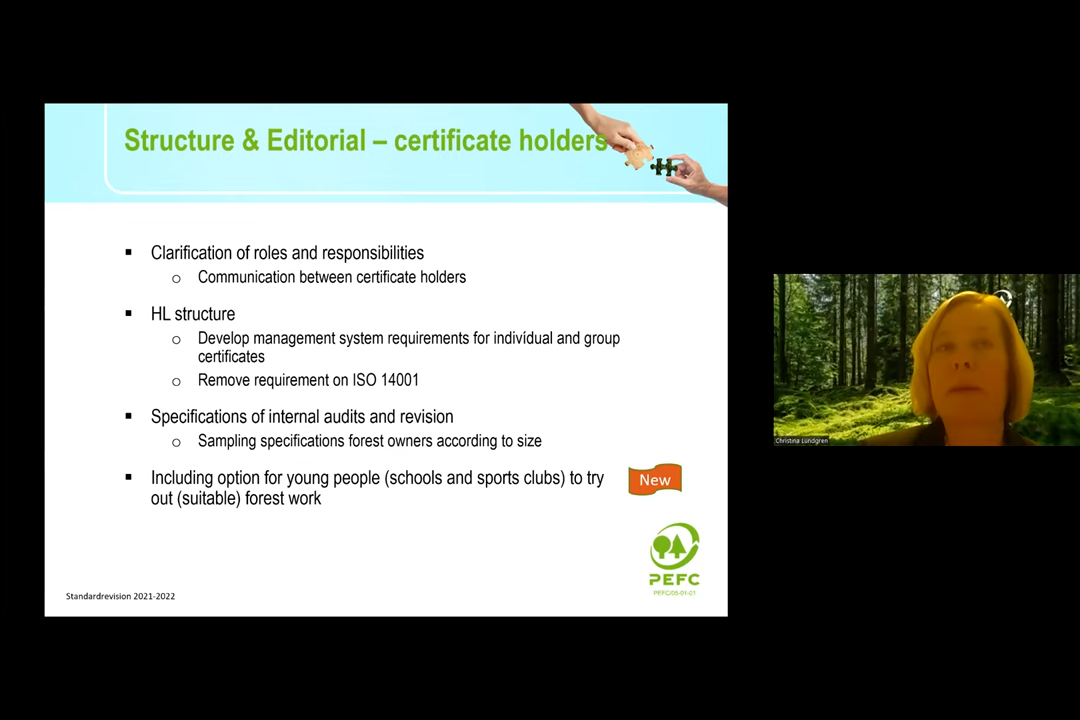 Structure & Editorial – certificate holders
▪ Clarification of roles and responsibilities
o Communication between certificate holders
▪ HL structure
o Develop management system requirements for individual and group
certificates
o Remove requirement on ISO 14001
▪ Specifications of internal audits and revision
o Sampling specifications forest owners according to size
▪ Including option for young people (schools and sports clubs) to try
out (suitable) forest work
New
PEFC
PEFC/05-01-01
Standardrevision 2021-2022
Christina Lundgren